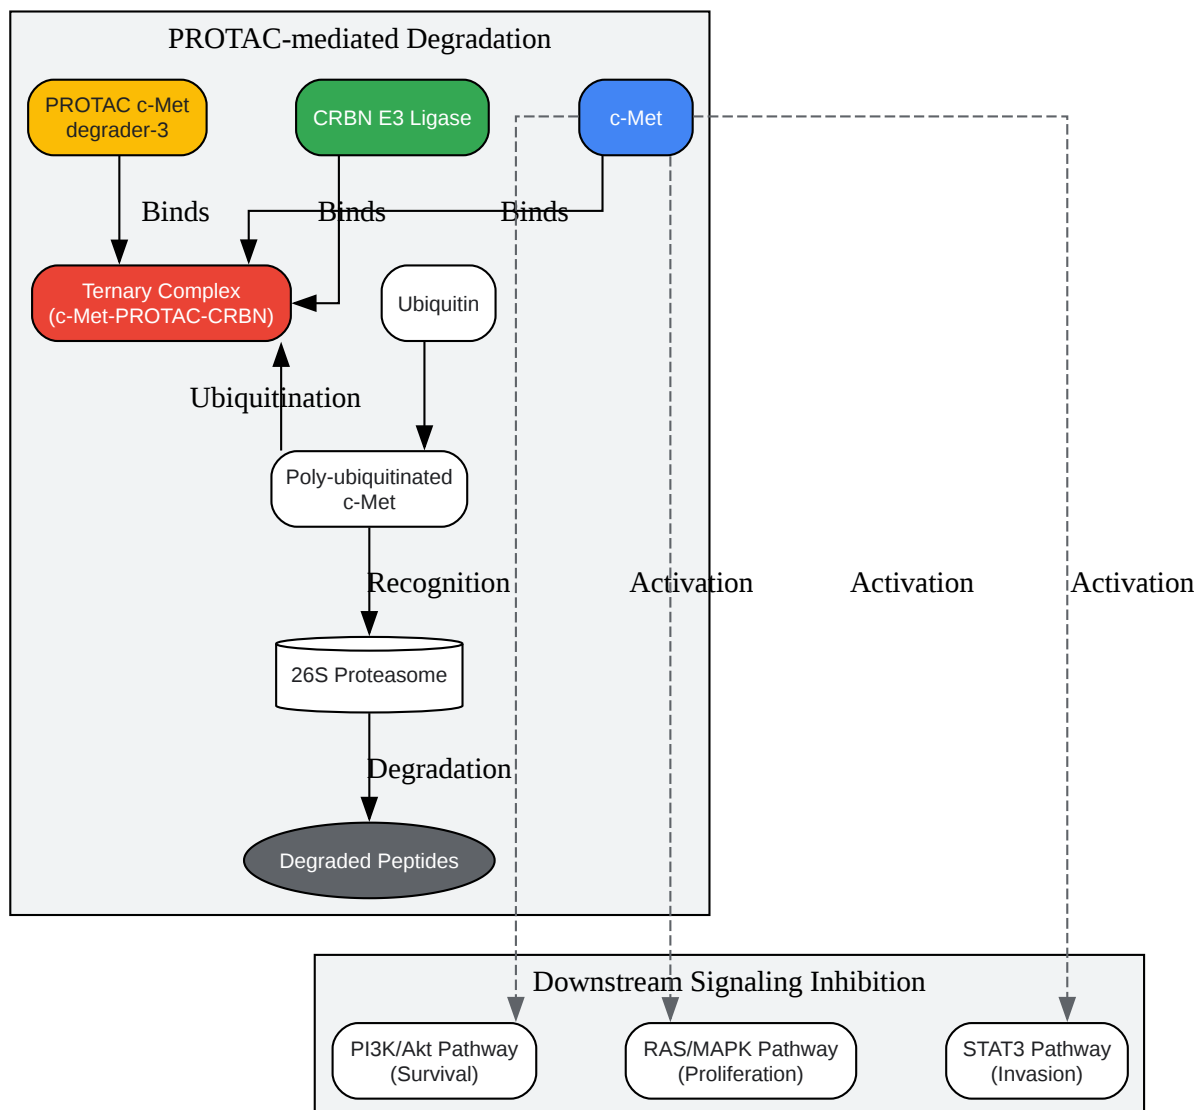 PROTAC-mediated Degradation
PROTAC c-Met
degrader-3
CRBN E3 Ligase
c-Met
Binds
Binds
Binds
Ternary Complex
(c-Met-PROTAC-CRBN)
Ubiquitin
Ubiquitination
Poly-ubiquitinated
c-Met
Recognition
Activation
Activation
Activation
26S Proteasome
Degradation
Degraded Peptides
Downstream Signaling Inhibition
PI3K/Akt Pathway
(Survival)
RAS/MAPK Pathway
(Proliferation)
STAT3 Pathway
(Invasion)